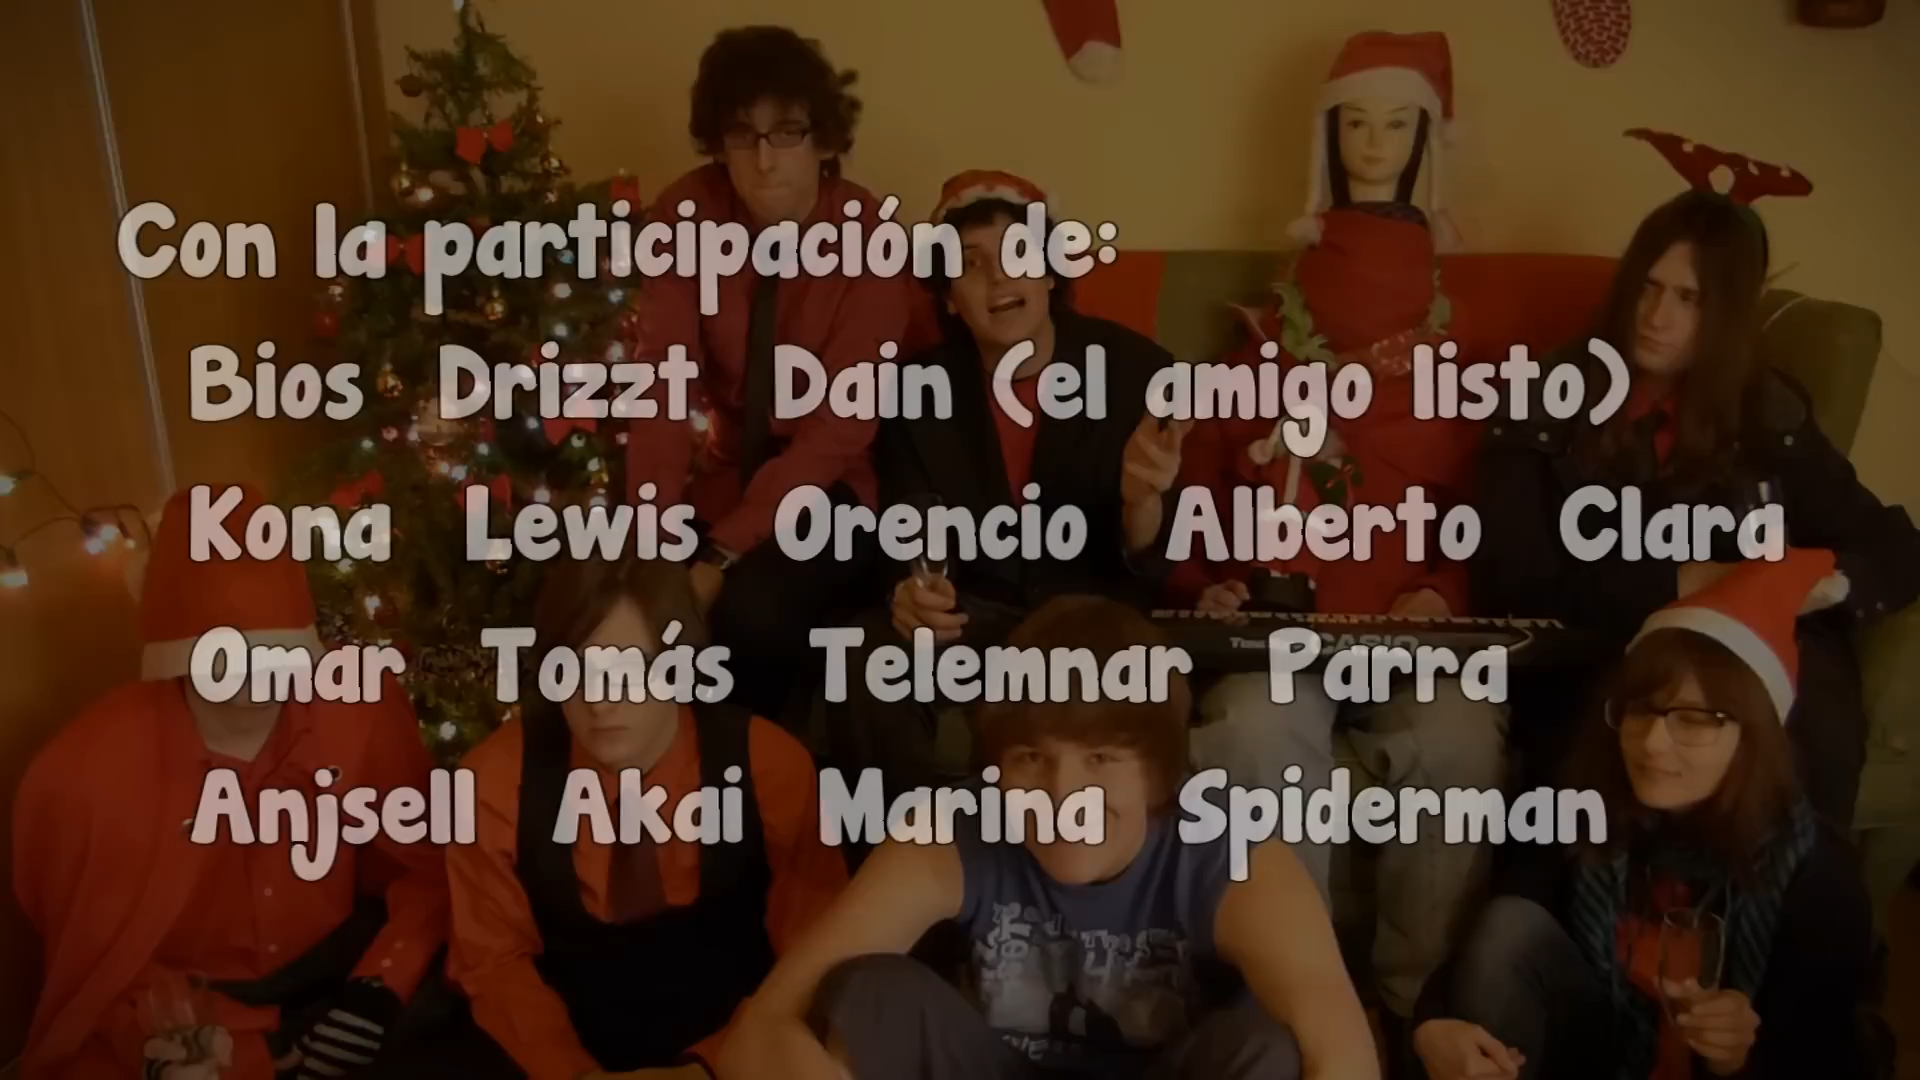 Con la participación de:
Bios Drizzt Dain (el amigo listo)
Kona Lewis Orencio Alberto Clara
Omar Tomás Telemnar Parra
Anjsell Akai Marina Spiderman
CASIO